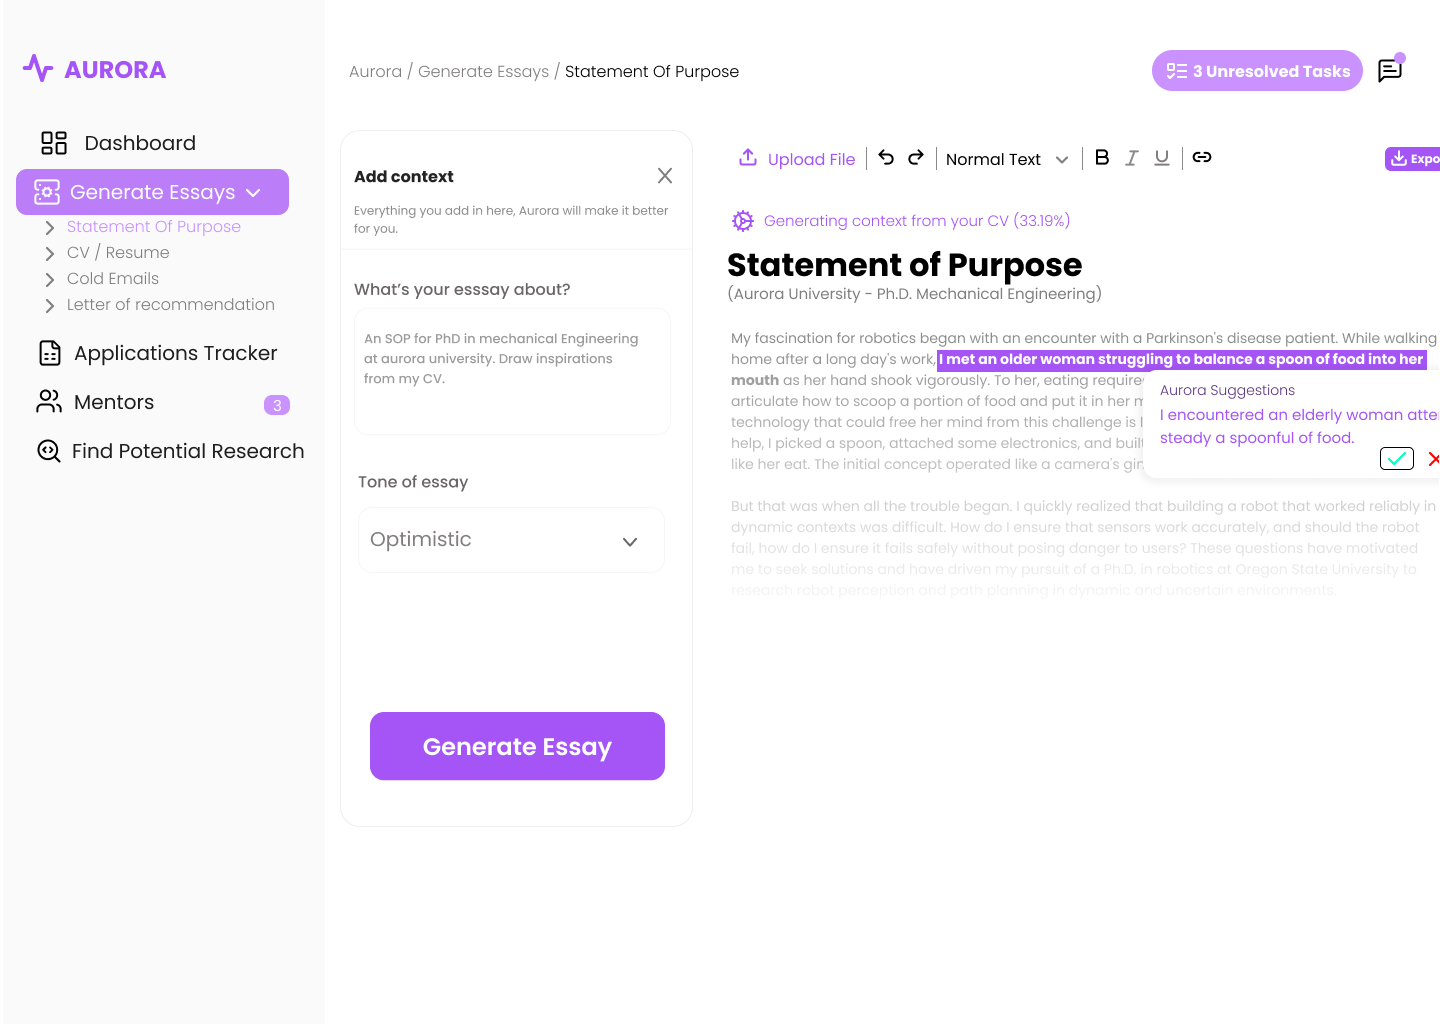 AURORA
Aurora / Generate Essays / Statement Of Purpose
3 Unresolved Tasks
Dashboard
Generate Essays
Statement Of Purpose
CV / Resume
Cold Emails
Letter of recommendation
Applications Tracker
Mentors
3
Find Potential Research
Add context
Everything you add in here, Aurora will make it better
for you.
What's your esssay about?
An SOP for PhD in mechanical Engineering
at aurora university. Draw inspirations
from my CV.
Tone of essay
Optimistic
Generate Essay
Upload File
Normal Text
B I U
Expo
Generating context from your CV (33.19%)
Statement of Purpose
(Aurora University - Ph.D. Mechanical Engineering)
My fascination for robotics began with an encounter with a Parkinson's disease patient. While walking
home after a long day's work, I met an older woman struggling to balance a spoon of food into her
mouth as her hand shook vigorously. To her, eating require
articulate how to scoop a portion of food and put it in her m
technology that could free her mind from this challenge is
help, I picked a spoon, attached some electronics, and built
like her eat. The initial concept operated like a camera's gim
Aurora Suggestions
I encountered an elderly woman atte
steady a spoonful of food.
But that was when all the trouble began. I quickly realized that building a robot that worked reliably in
dynamic contexts was difficult. How do I ensure that sensors work accurately, and should the robot
fail, how do I ensure it fails safely without posing danger to users? These questions have motivated
me to seek solutions and have driven my pursuit of a Ph.D. in robotics at Oregon State University to
research robot perception and path planning in dynamic and uncertain environments.